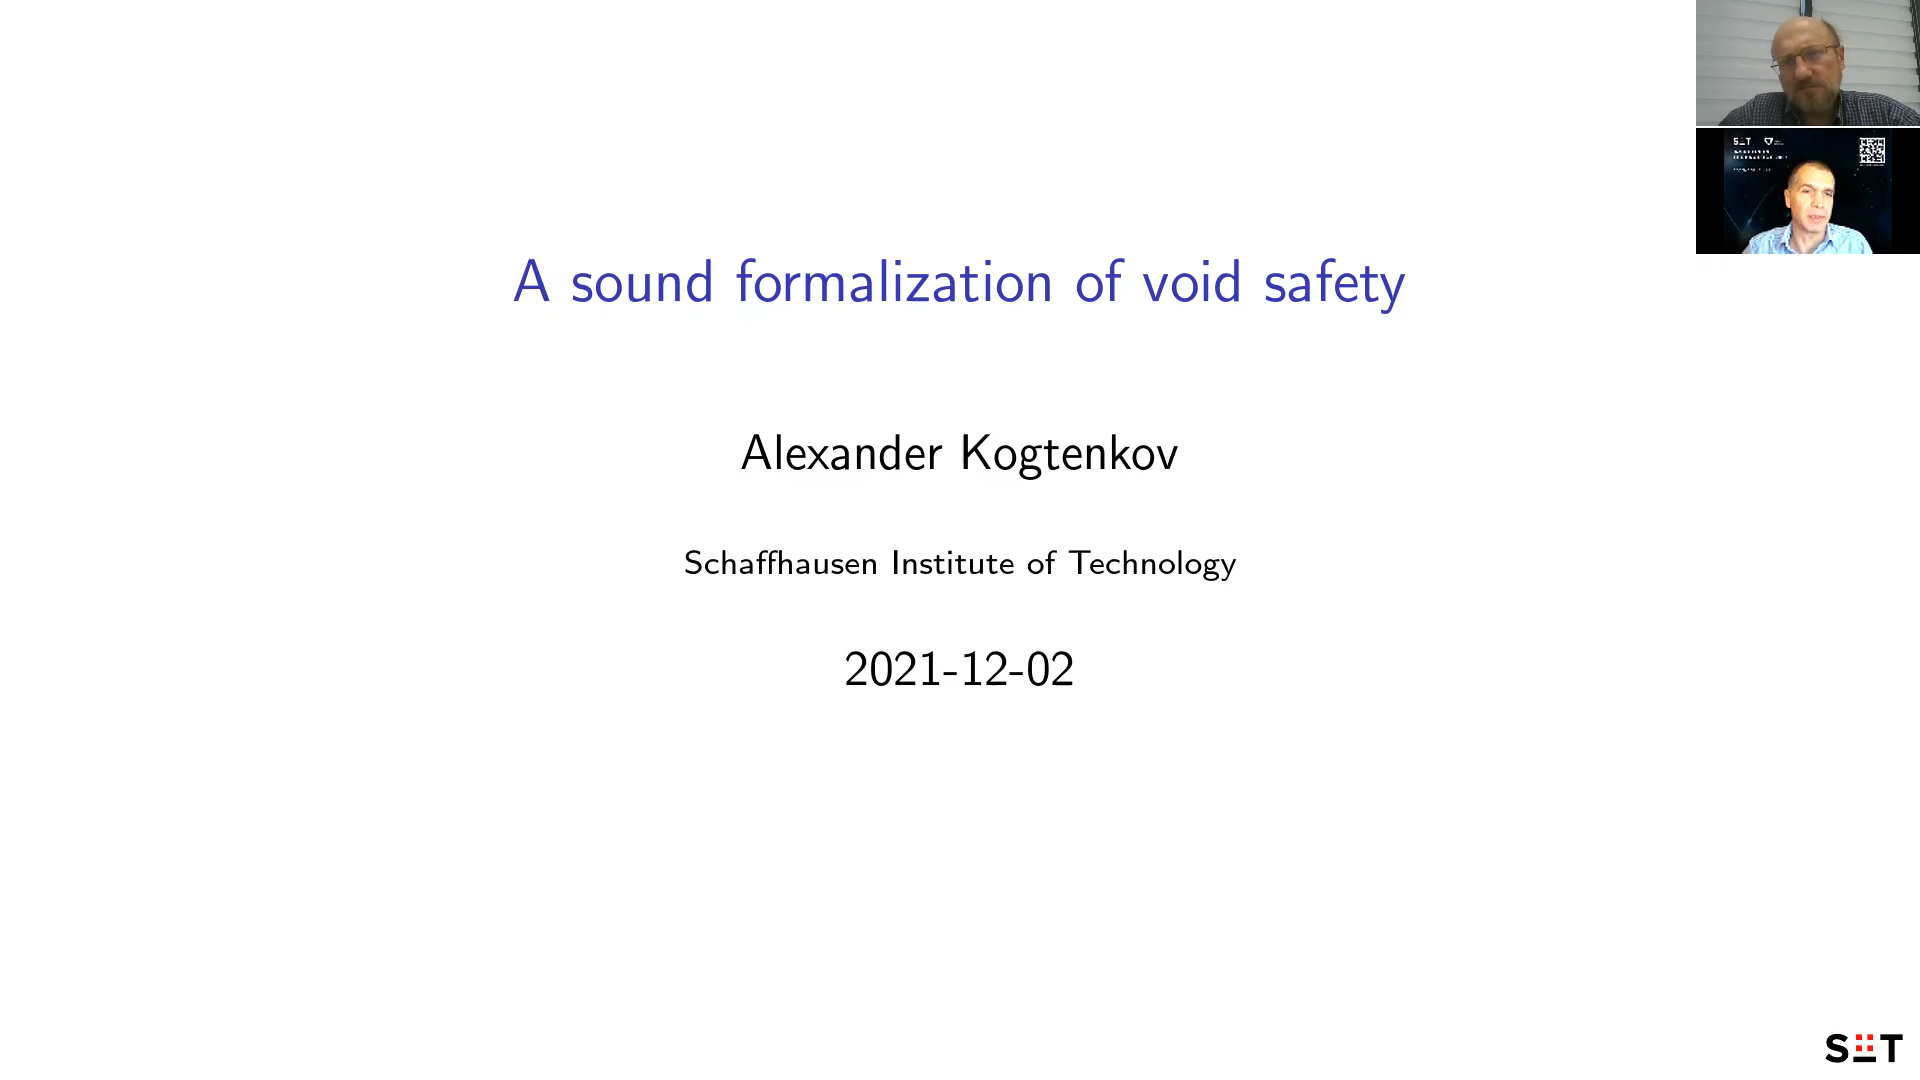 A sound formalization of void safety
Alexander Kogtenkov
Schaffhausen Institute of Technology
2021-12-02
SIT